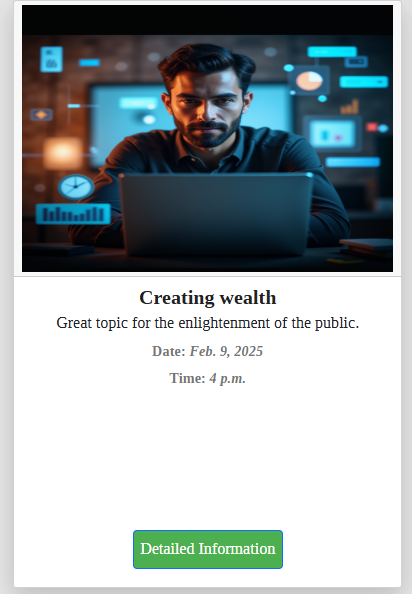 Creating wealth
Great topic for the enlightenment of the public.
Date: Feb. 9, 2025
Time: 4 p.m.
Detailed Information